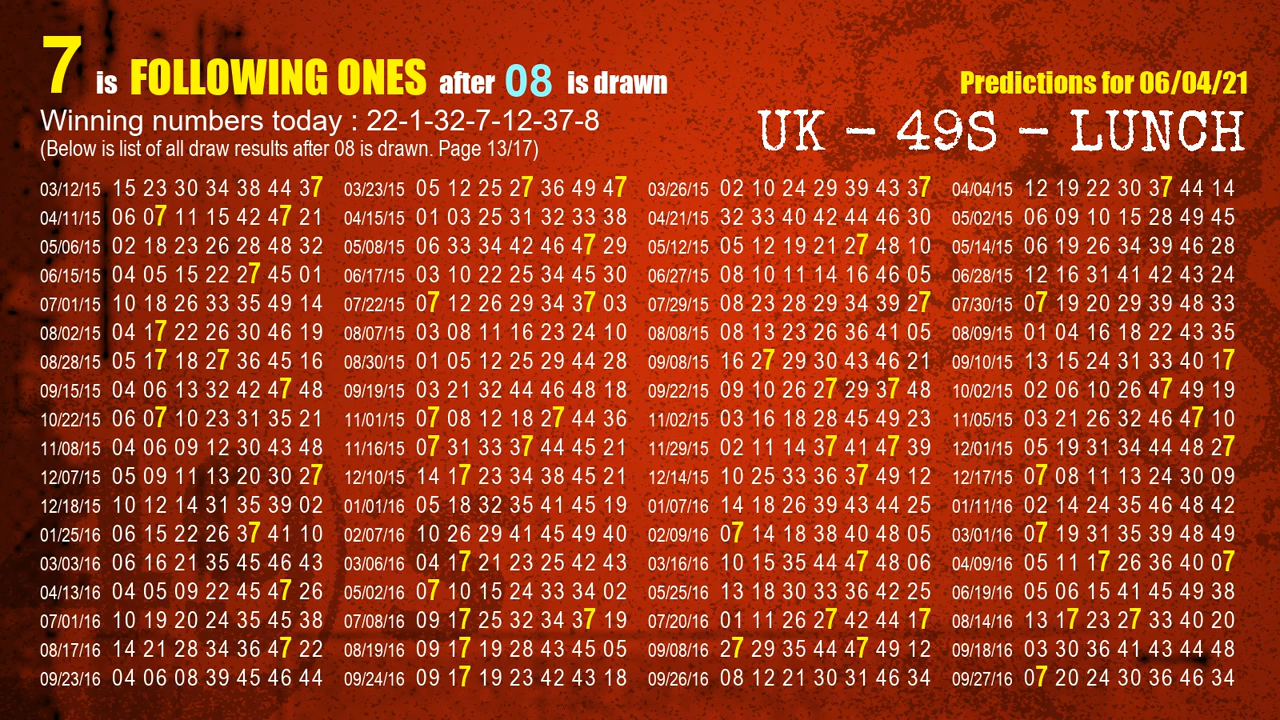 7 is FOLLOWING ONES after 08 is drawn
Predictions for 06/04/21
Winning numbers today : 22-1-32-7-12-37-8
UK - 49S - LUNCH
(Below is list of all draw results after 08 is drawn. Page 13/17)
03/12/15 15 23 30 34 38 44 37 03/23/15 05 12 25 27 36 49 47 03/26/15 02 10 24 29 39 43 37 04/04/15 12 19 22 30 37 44 14
04/11/15 06 07 11 15 42 47 21 04/15/15 01 03 25 31 32 33 38 04/21/15 32 33 40 42 44 46 30 05/02/15 06 09 10 15 28 49 45
05/06/15 02 18 23 26 28 48 32 05/08/15 06 33 34 42 46 47 29 05/12/15 05 12 19 21 27 48 10 05/14/15 06 19 26 34 39 46 28
06/15/15 04 05 15 22 27 45 01 06/17/15 03 10 22 25 34 45 30 06/27/15 08 10 11 14 16 46 05 06/28/15 12 16 31 41 42 43 24
07/01/15 10 18 26 33 35 49 14 07/22/15 07 12 26 29 34 37 03 07/29/15 08 23 28 29 34 39 27 07/30/15 07 19 20 29 39 48 33
08/02/15 04 17 22 26 30 46 19 08/07/15 03 08 11 16 23 24 10 08/08/15 08 13 23 26 36 41 05 08/09/15 01 04 16 18 22 43 35
08/28/15 05 17 18 27 36 45 16 08/30/15 01 05 12 25 29 44 28 09/08/15 16 27 29 30 43 46 21 09/10/15 13 15 24 31 33 40 17
09/15/15 04 06 13 32 42 47 48 09/19/15 03 21 32 44 46 48 18 09/22/15 09 10 26 27 29 37 48 10/02/15 02 06 10 26 47 49 19
10/22/15 06 07 10 23 31 35 21 11/01/15 07 08 12 18 27 44 36 11/02/15 03 16 18 28 45 49 23 11/05/15 03 21 26 32 46 47 10
11/08/15 04 06 09 12 30 43 48 11/16/15 07 31 33 37 44 45 21 11/29/15 02 11 14 37 41 47 39 12/01/15 05 19 31 34 44 48 27
12/07/15 05 09 11 13 20 30 27 12/10/15 14 17 23 34 38 45 21 12/14/15 10 25 33 36 37 49 12 12/17/15 07 08 11 13 24 30 09
12/18/15 10 12 14 31 35 39 02 01/01/16 05 18 32 35 41 45 19 01/07/16 14 18 26 39 43 44 25 01/11/16 02 14 24 35 46 48 42
01/25/16 06 15 22 26 37 41 10 02/07/16 10 26 29 41 45 49 40 02/09/16 07 14 18 38 40 48 05 03/01/16 07 19 31 35 39 48 49
03/03/16 06 16 21 35 45 46 43 03/06/16 04 17 21 23 25 42 43 03/16/16 10 15 35 44 47 48 06 04/09/16 05 11 17 26 36 40 07
04/13/16 04 05 09 22 45 47 26 05/02/16 07 10 15 24 33 34 02 05/25/16 13 18 30 33 36 42 25 06/19/16 05 06 15 41 45 49 38
07/01/16 10 19 20 24 35 45 38 07/08/16 09 17 25 32 34 37 19 07/20/16 01 11 26 27 42 44 17 08/14/16 13 17 23 27 33 40 20
08/17/16 14 21 28 34 36 47 22 08/19/16 09 17 19 28 43 45 05 09/08/16 27 29 35 44 47 49 12 09/18/16 03 30 36 41 43 44 48
09/23/16 04 06 08 39 45 46 44 09/24/16 09 17 19 23 42 43 18 09/26/16 08 12 21 30 31 46 34 09/27/16 07 20 24 30 36 46 34